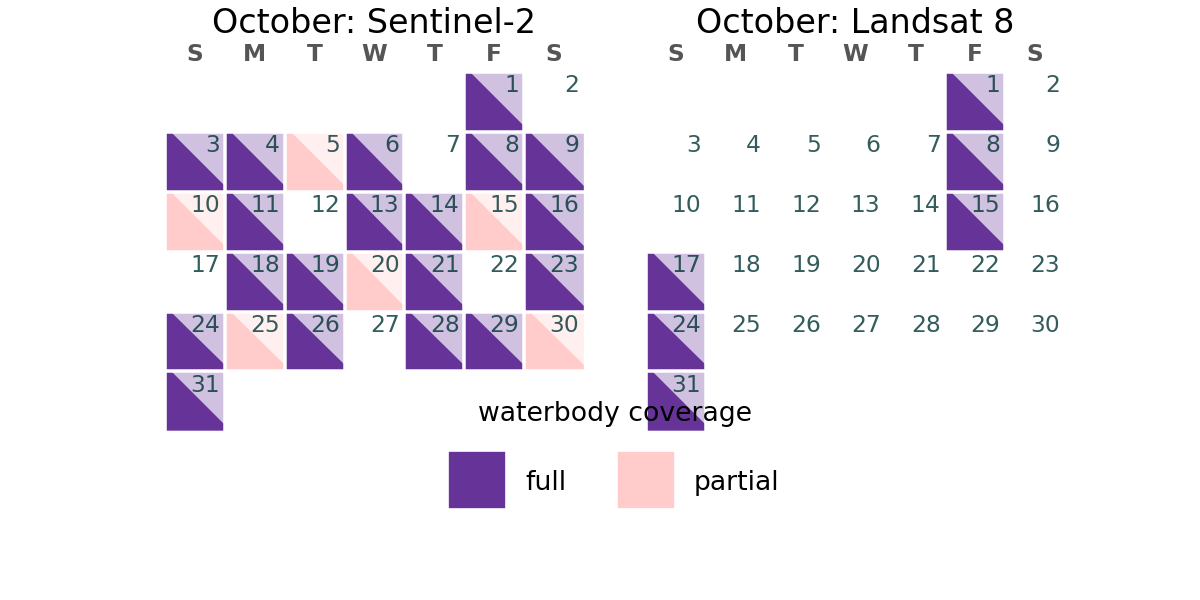 October: Sentinel-2
S M T W T F S
1 2
3 4 5 6 7 8 9
10 11 12 13 14 15 16
17 18 19 20 21 22 23
24 25 26 27 28 29 30
31
October: Landsat 8
S M T W T F S
1 2
3 4 5 6 7 8 9
10 11 12 13 14 15 16
17 18 19 20 21 22 23
24 25 26 27 28 29 30
31
waterbody coverage
full
partial